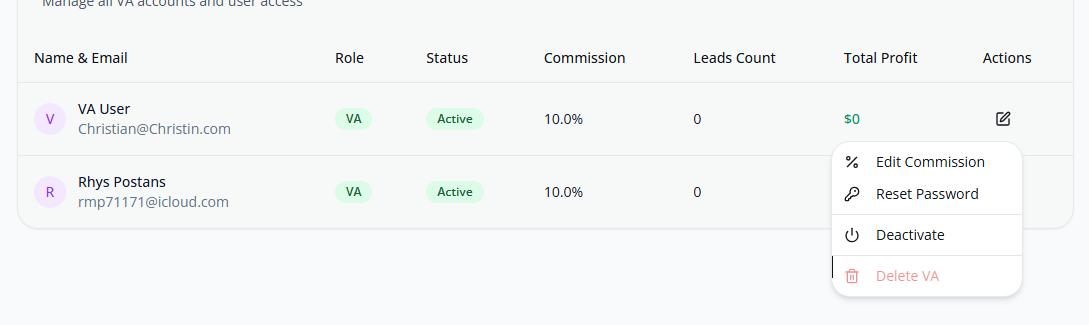 Manage all VA accounts and user access
Name & Email Role Status Commission Leads Count Total Profit Actions
V VA User VA Active 10.0% 0 $0
Christian@Christin.com
R Rhys Postans VA Active 10.0% 0
rmp71171@icloud.com
Edit Commission
Reset Password
Deactivate
Delete VA